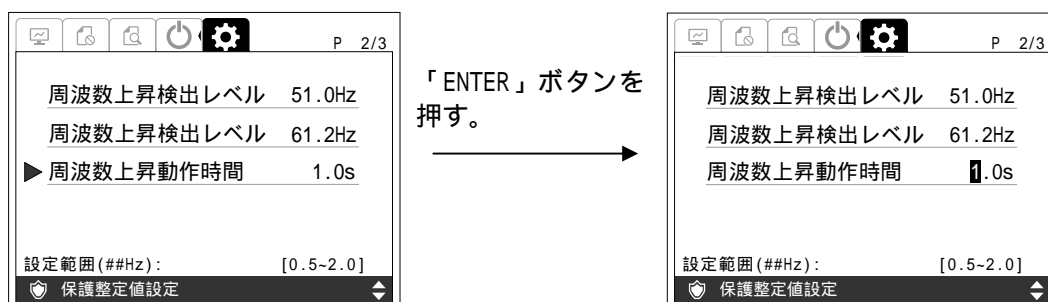 P 2/3
周波数上昇検出レベル 51.0Hz
周波数上昇検出レベル 61.2Hz
周波数上昇動作時間 1.0s
設定範囲(##Hz): [0.5~2.0]
保護整定値設定
「ENTER」ボタンを
押す。
P 2/3
周波数上昇検出レベル 51.0Hz
周波数上昇検出レベル 61.2Hz
周波数上昇動作時間 1.0s
設定範囲(##Hz): [0.5~2.0]
保護整定値設定